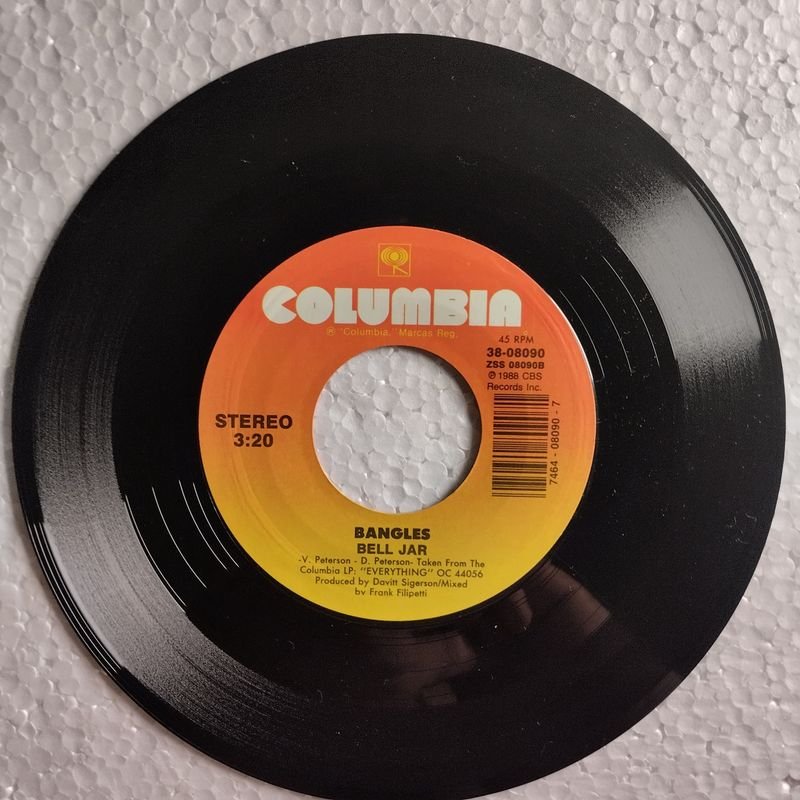 COLUMBIA
® "Columbia," Marcas Reg.
45 RPM
38-08090
ZSS 08090B
℗ 1988 CBS
Records Inc.
STEREO
3:20
7464 - 08090 - 7
BANGLES
BELL JAR
-V. Peterson - D. Peterson- Taken From The
Columbia LP: "EVERYTHING" OC 44056
Produced by Davitt Sigerson/Mixed
by Frank Filipetti